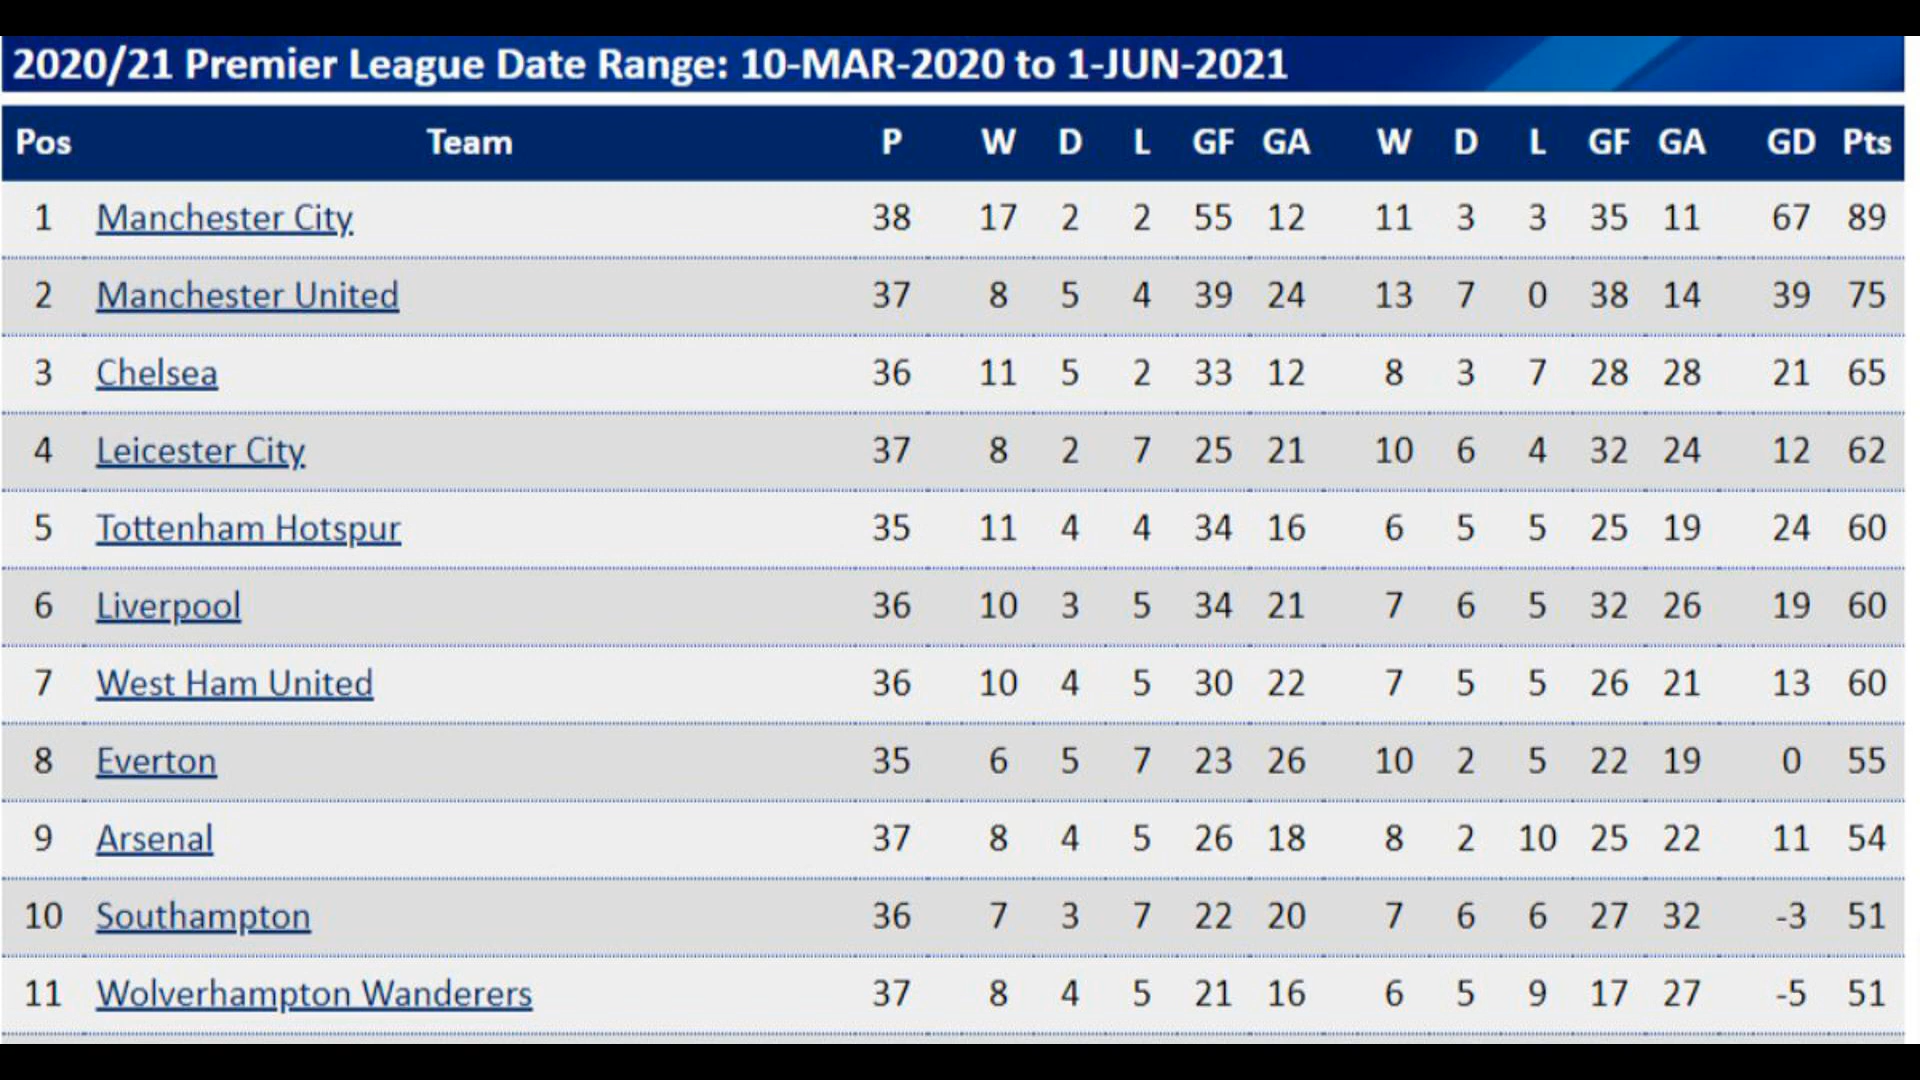 2020/21 Premier League Date Range: 10-MAR-2020 to 1-JUN-2021
Pos Team P W D L GF GA W D L GF GA GD Pts
1 Manchester City 38 17 2 2 55 12 11 3 3 35 11 67 89
2 Manchester United 37 8 5 4 39 24 13 7 0 38 14 39 75
3 Chelsea 36 11 5 2 33 12 8 3 7 28 28 21 65
4 Leicester City 37 8 2 7 25 21 10 6 4 32 24 12 62
5 Tottenham Hotspur 35 11 4 4 34 16 6 5 5 25 19 24 60
6 Liverpool 36 10 3 5 34 21 7 6 5 32 26 19 60
7 West Ham United 36 10 4 5 30 22 7 5 5 26 21 13 60
8 Everton 35 6 5 7 23 26 10 2 5 22 19 0 55
9 Arsenal 37 8 4 5 26 18 8 2 10 25 22 11 54
10 Southampton 36 7 3 7 22 20 7 6 6 27 32 -3 51
11 Wolverhampton Wanderers 37 8 4 5 21 16 6 5 9 17 27 -5 51